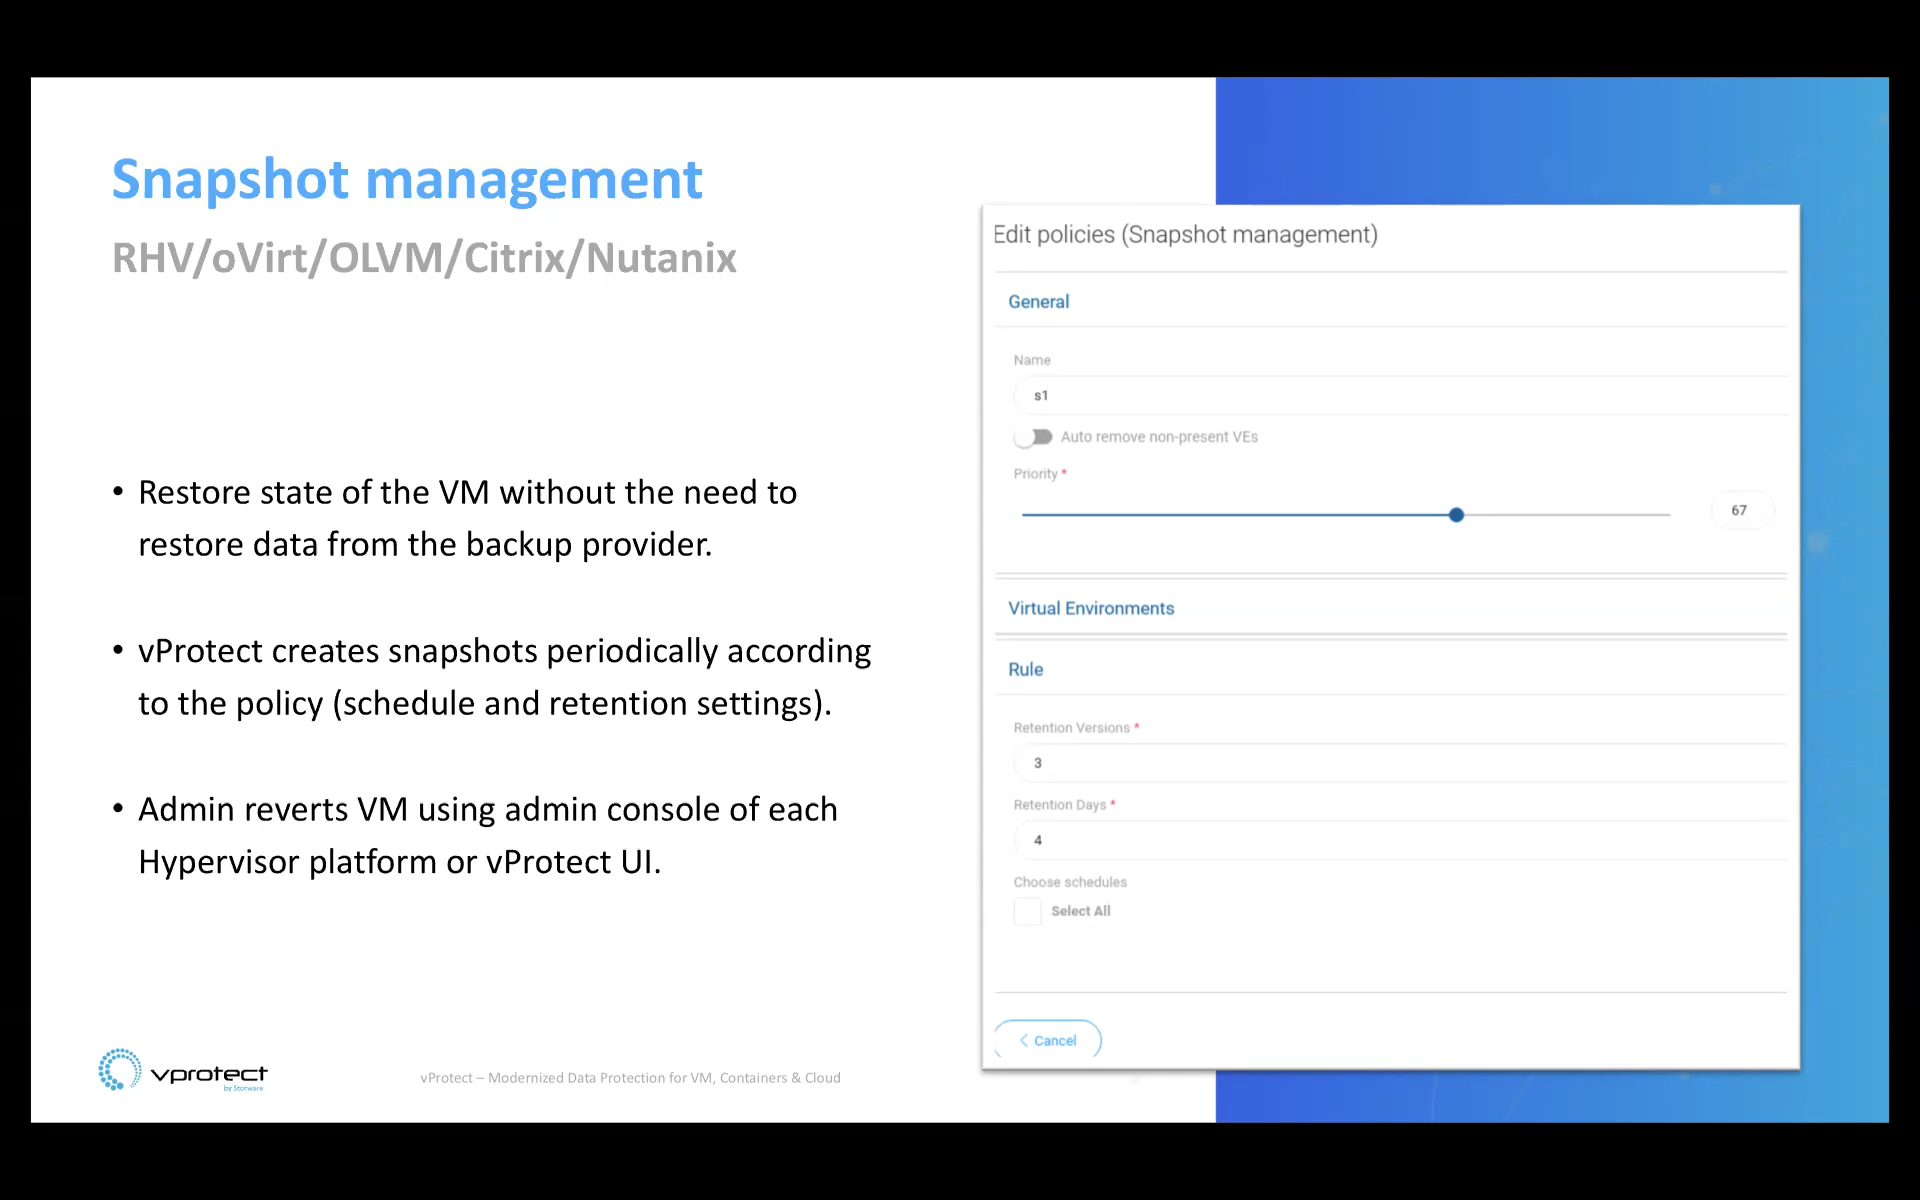 Snapshot management
RHV/oVirt/OLVM/Citrix/Nutanix
• Restore state of the VM without the need to
restore data from the backup provider.
• vProtect creates snapshots periodically according
to the policy (schedule and retention settings).
• Admin reverts VM using admin console of each
Hypervisor platform or vProtect UI.
Edit policies (Snapshot management)
General
Name
s1
Auto remove non-present VEs
Priority *
67
Virtual Environments
Rule
Retention Versions *
3
Retention Days *
4
Choose schedules
Select All
Cancel
vprotect
by Storware
vProtect – Modernized Data Protection for VM, Containers & Cloud